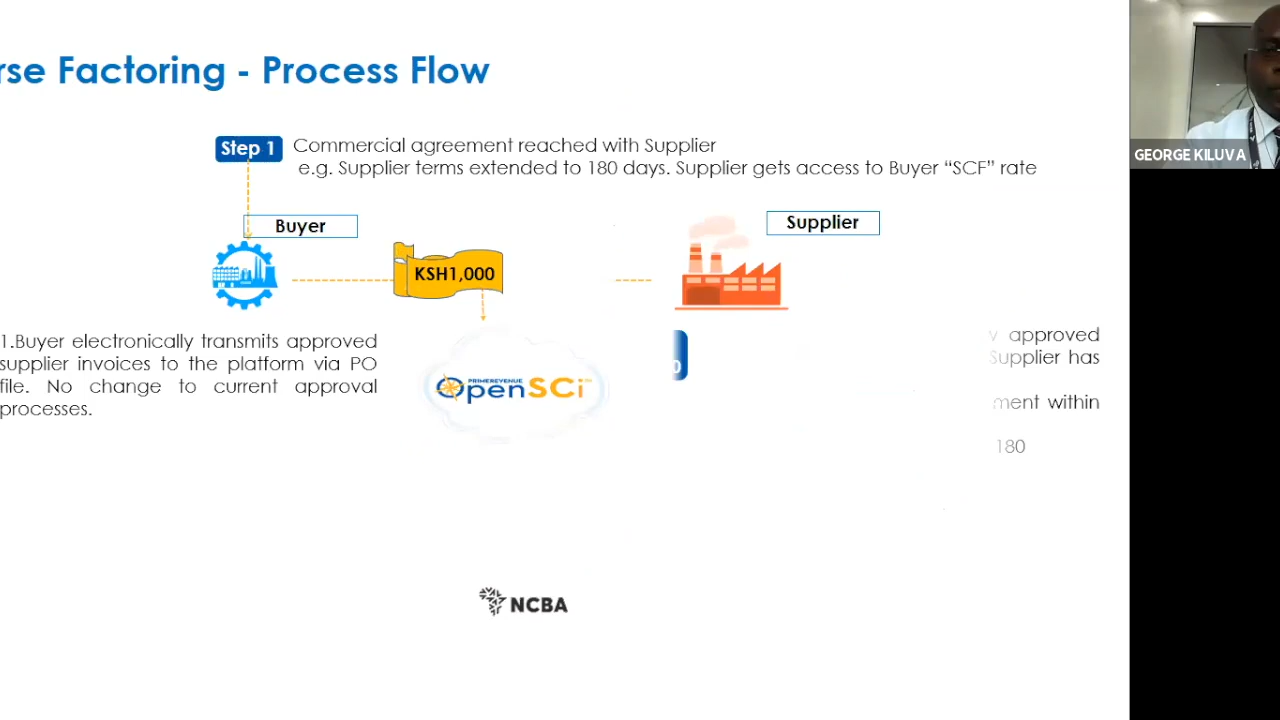 rse Factoring - Process Flow
Step 1
Commercial agreement reached with Supplier
e.g. Supplier terms extended to 180 days. Supplier gets access to Buyer “SCF” rate
Buyer
Supplier
KSH1,000
1.Buyer electronically transmits approved
supplier invoices to the platform via PO
file. No change to current approval
processes.
PRIMEREVENUE
OpenSCi
0
approved
Supplier has
ment within
180
NCBA
GEORGE KILUVA